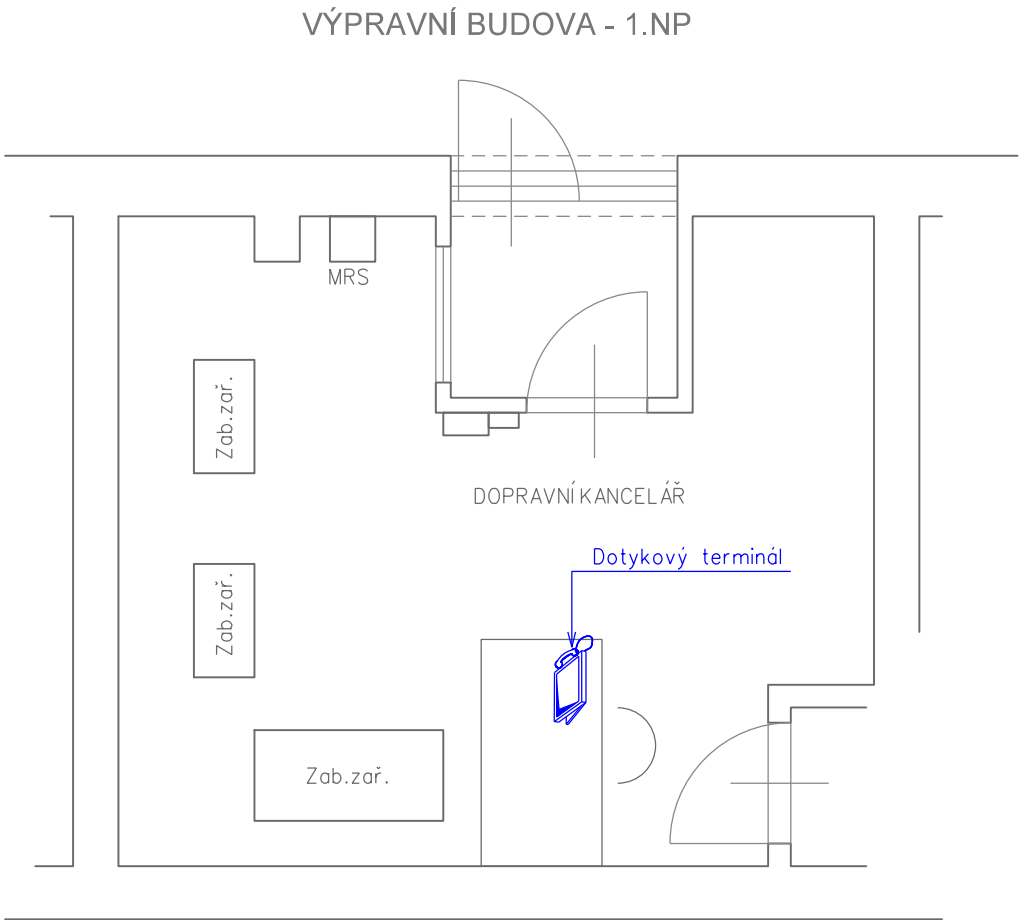 VÝPRAVNÍ BUDOVA - 1.NP
MRS
Zab.zař.
DOPRAVNÍ KANCELÁŘ
Dotykový terminál
Zab.zař.
Zab.zař.